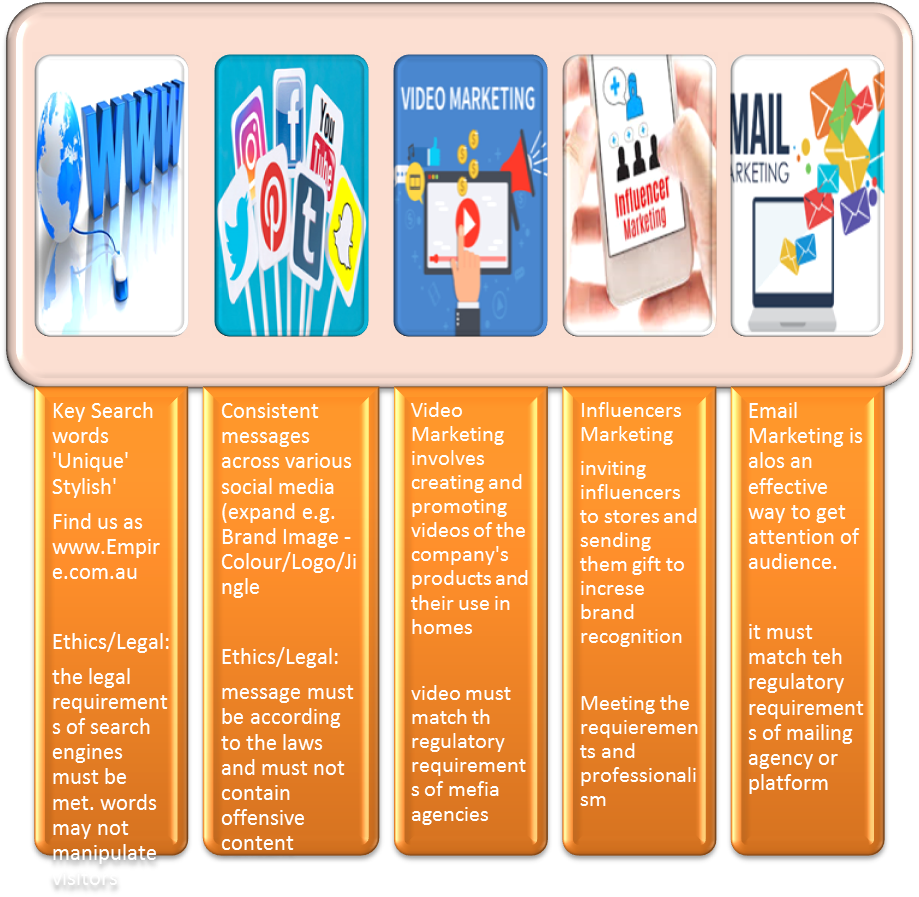 WWW
You
Tube
VIDEO MARKETING
Influencer
Marketing
MAIL
ARKETING
Key Search
words
'Unique'
Stylish'
Find us as
www.Empir
e.com.au
Ethics/Legal:
the legal
requirement
s of search
engines
must be
met. words
may not
manipulate
visitors
Consistent
messages
across various
social media
(expand e.g.
Brand Image -
Colour/Logo/Ji
ngle
Ethics/Legal:
message must
be according
to the laws
and must not
contain
offensive
content
Video
Marketing
involves
creating and
promoting
videos of the
company's
products and
their use in
homes
video must
match th
regulatory
requirement
s of mefia
agencies
Influencers
Marketing
inviting
influencers
to stores and
sending
them gift to
increse
brand
recognition
Meeting the
requieremen
ts and
professionali
sm
Email
Marketing is
alos an
effective
way to get
attention of
audience.
it must
match teh
regulatory
requirement
s of mailing
agency or
platform